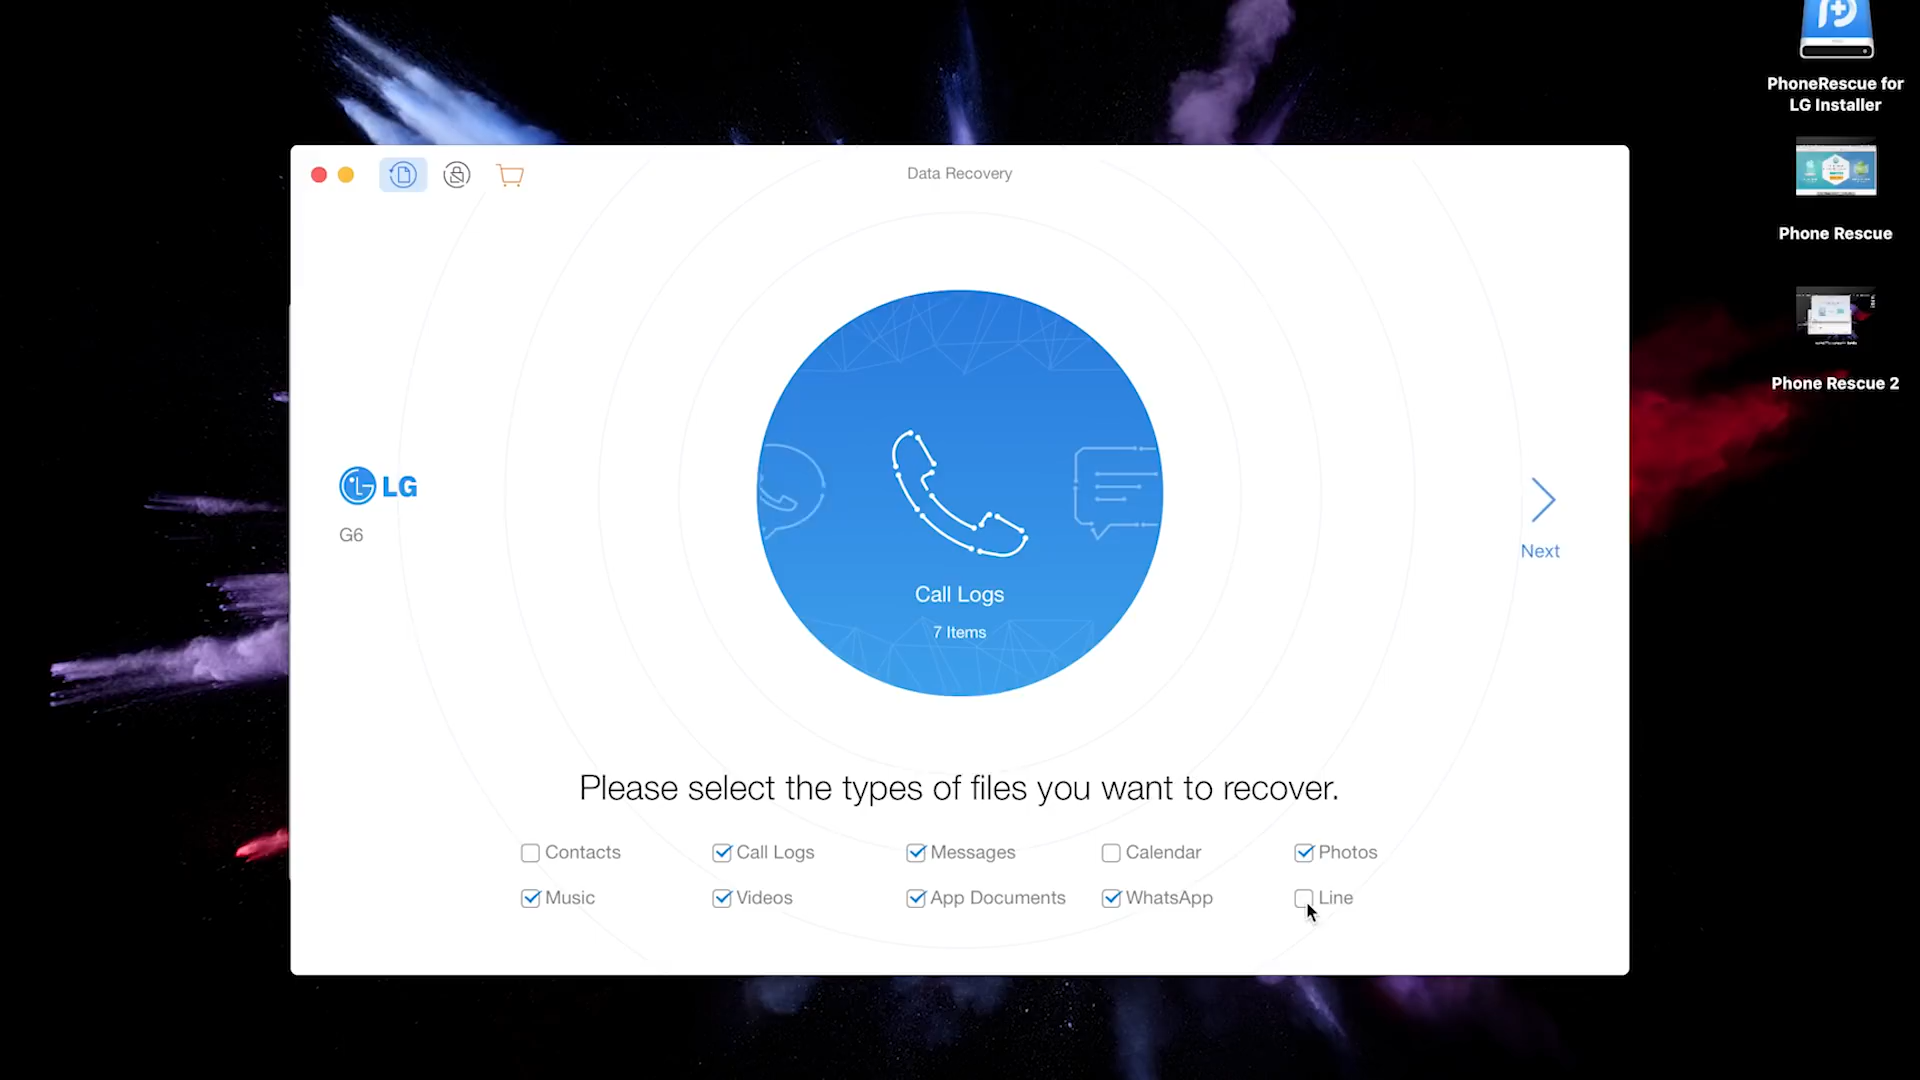 PhoneRescue for
LG Installer
Data Recovery
Phone Rescue
Phone Rescue 2
LG
G6
Call Logs
7 Items
Next
Please select the types of files you want to recover.
Contacts Call Logs Messages Calendar Photos
Music Videos App Documents WhatsApp Line